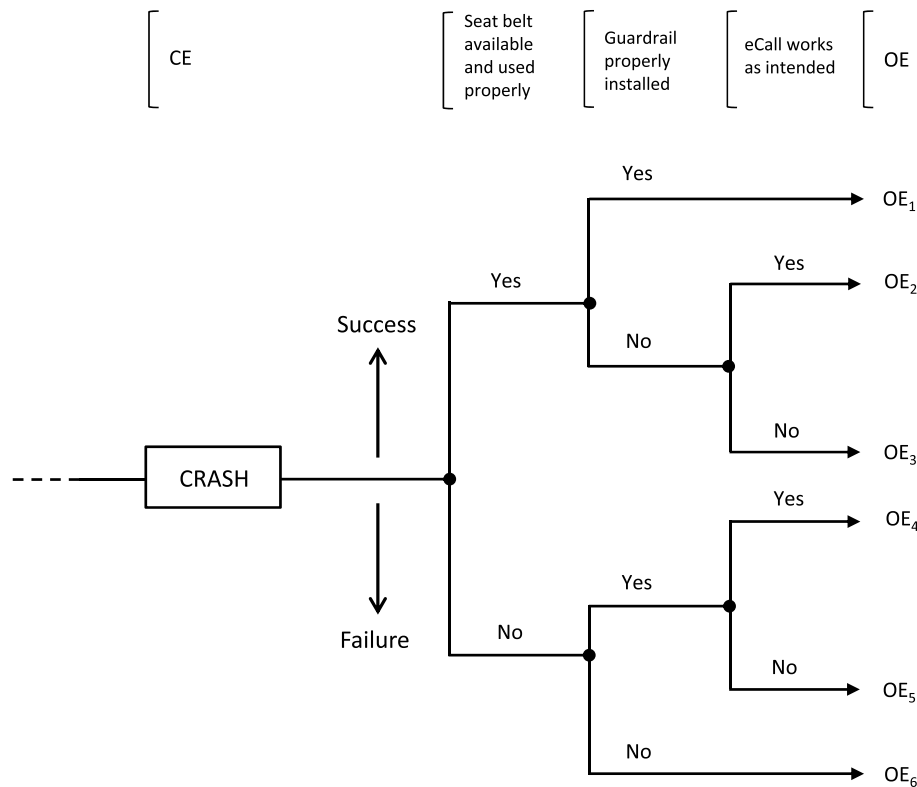 CE
Seat belt
available
and used
properly
Guardrail
properly
installed
eCall works
as intended
OE
Yes
OE₁
Yes
OE₂
Yes
Success
No
No
OE₃
CRASH
Yes
OE₄
Yes
Failure
No
No
OE₅
No
OE₆